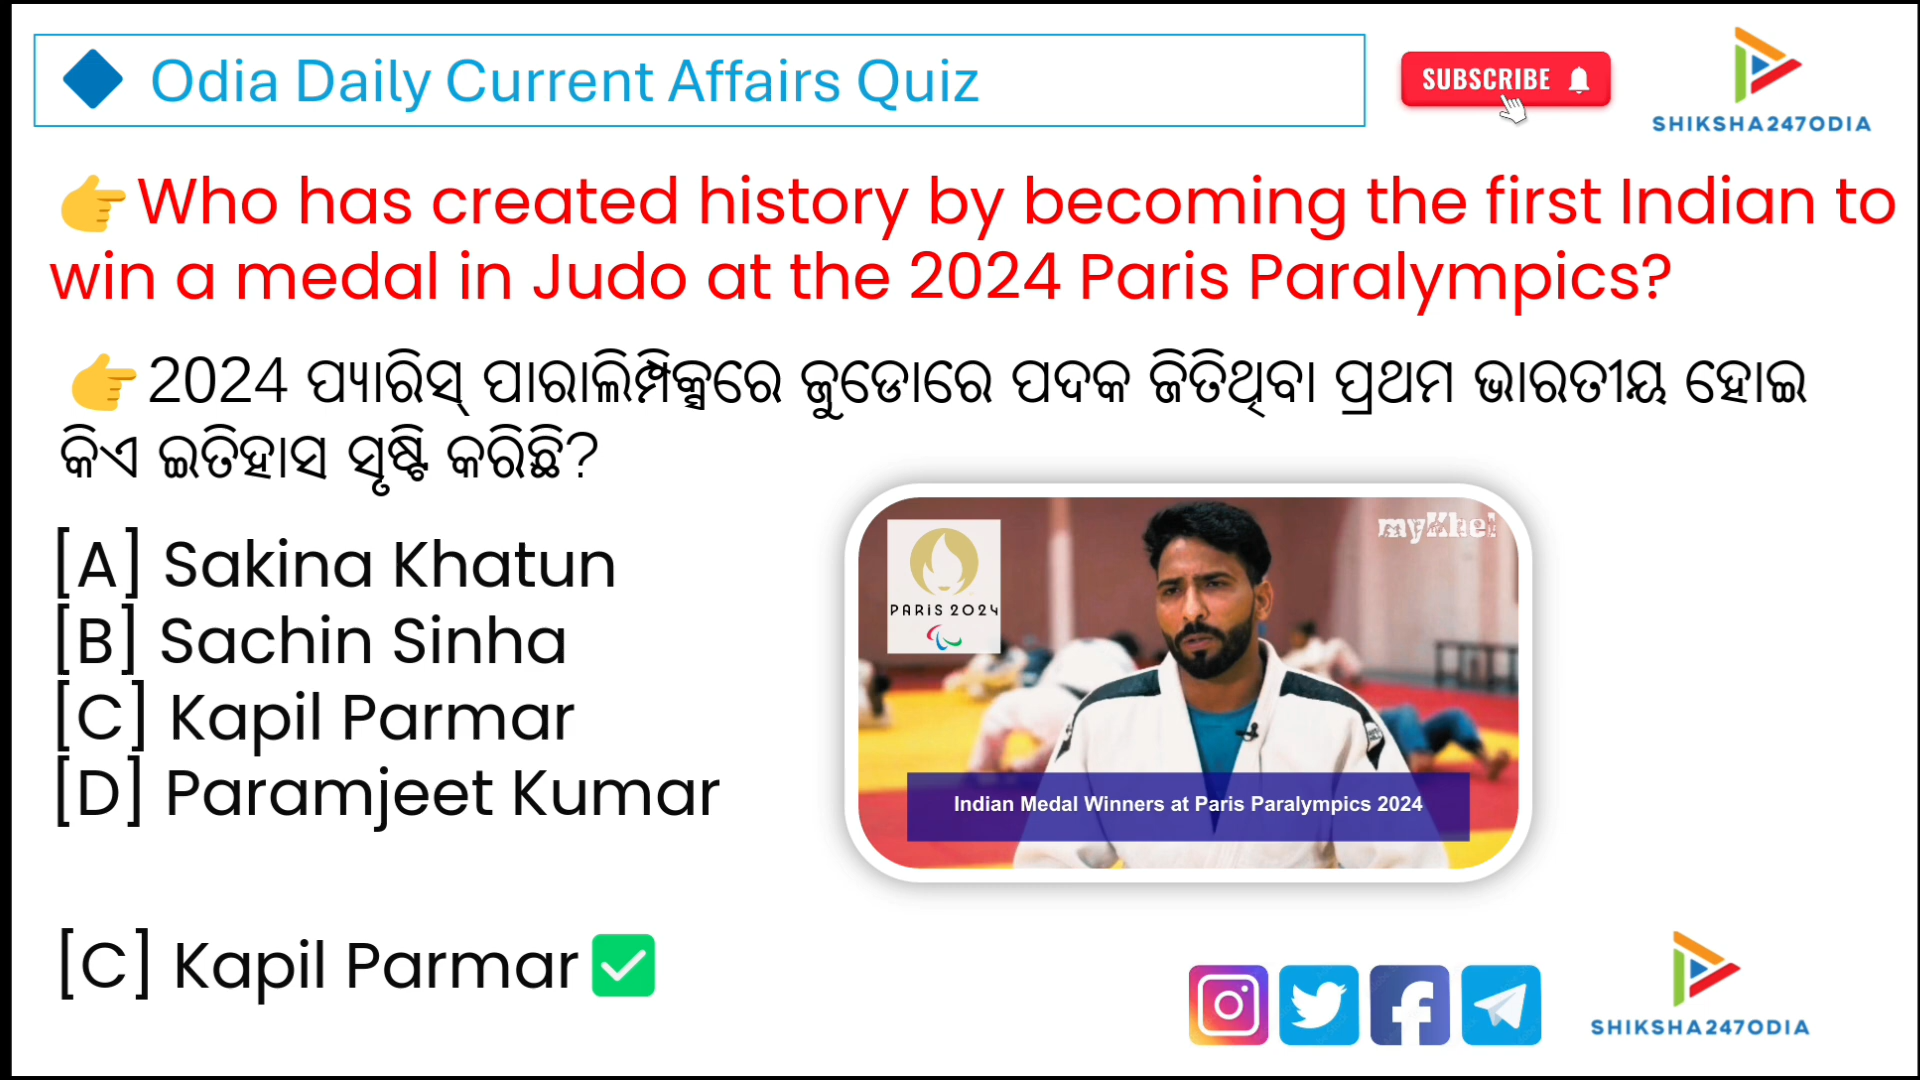 Odia Daily Current Affairs Quiz
SUBSCRIBE
SHIKSHA247ODIA
Who has created history by becoming the first Indian to
win a medal in Judo at the 2024 Paris Paralympics?
2024 ପ୍ୟାରିସ୍ ପାରାଲିମ୍ପିକ୍ସରେ ଜୁଡୋରେ ପଦକ ଜିତିଥିବା ପ୍ରଥମ ଭାରତୀୟ ହୋଇ
କିଏ ଇତିହାସ ସୃଷ୍ଟି କରିଛି?
[A] Sakina Khatun
[B] Sachin Sinha
[C] Kapil Parmar
[D] Paramjeet Kumar
myKhel
PARIS 2024
Indian Medal Winners at Paris Paralympics 2024
[C] Kapil Parmar
SHIKSHA247ODIA